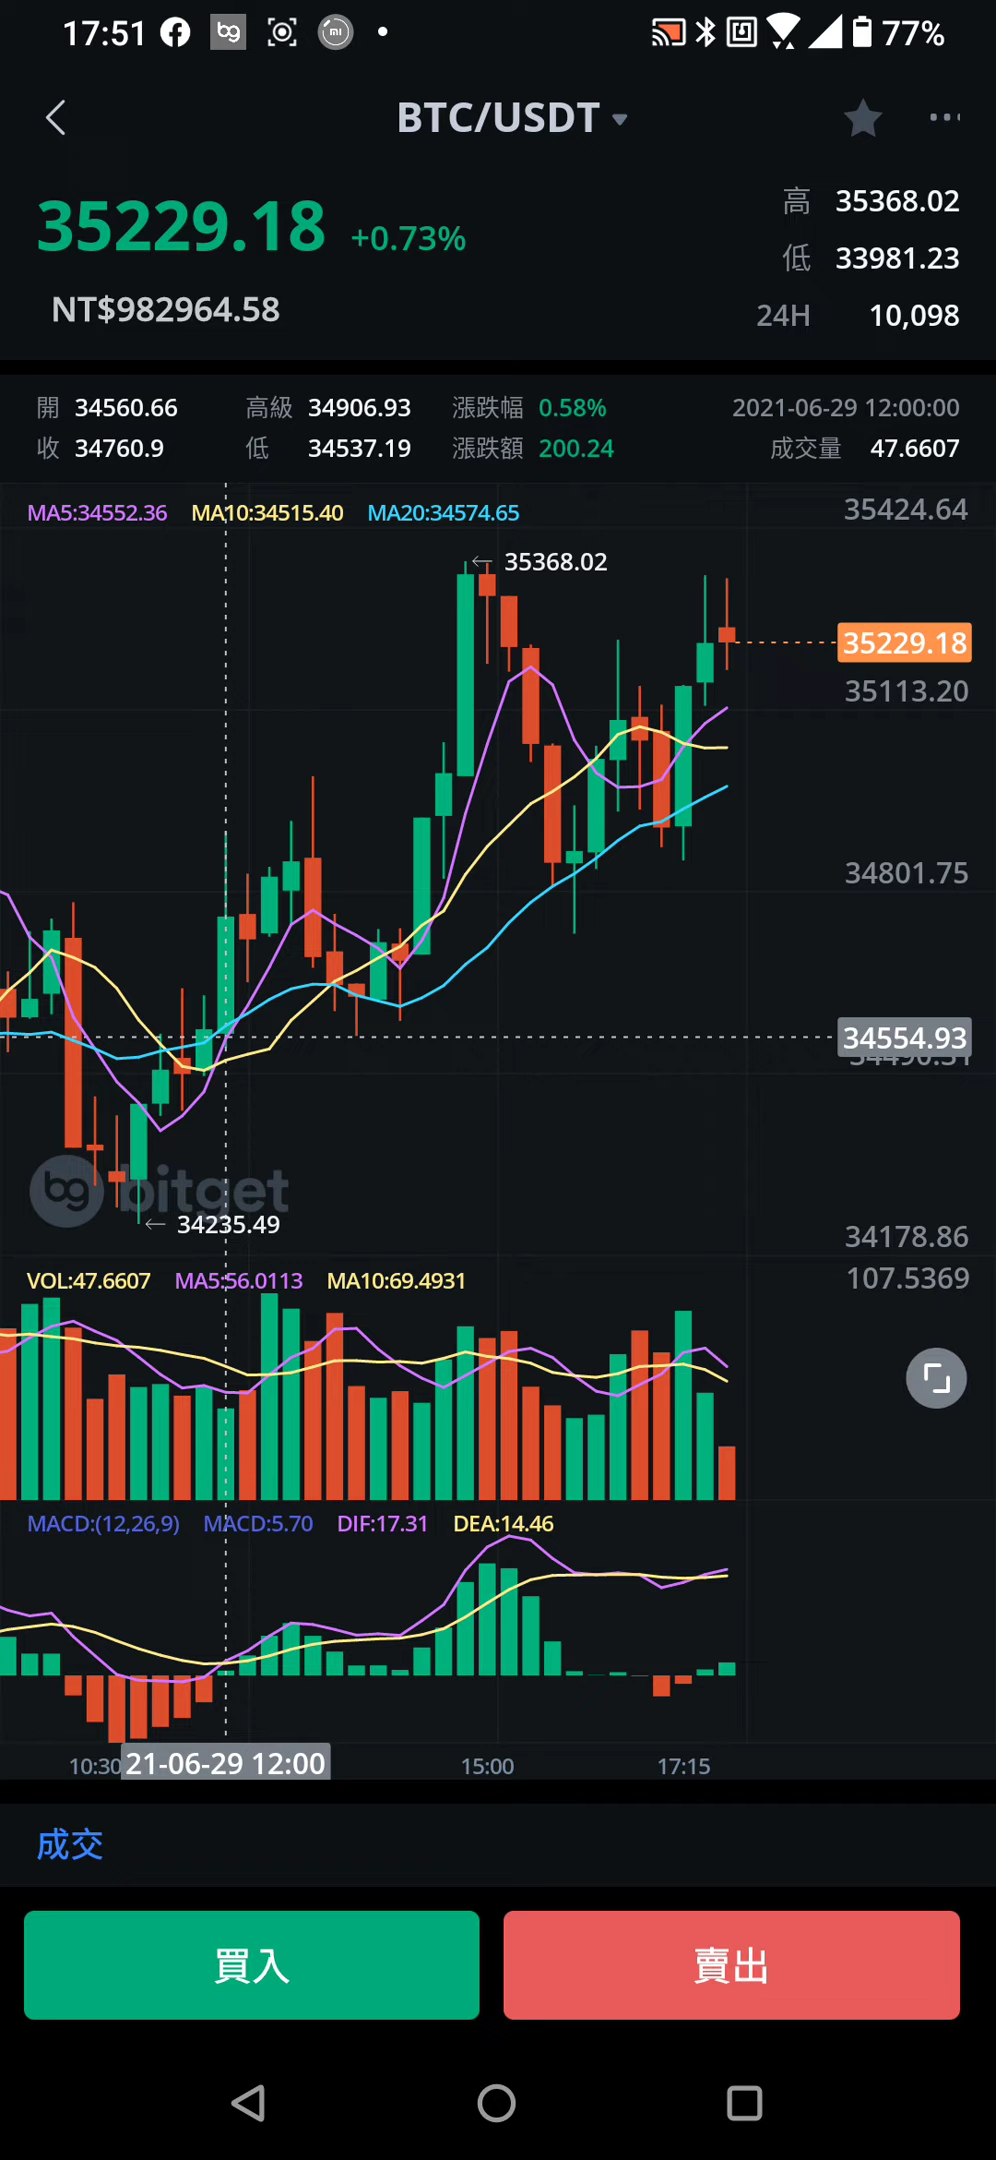 17:51 bg mi 77%
BTC/USDT
35229.18 +0.73%
NT$982964.58
高 35368.02
低 33981.23
24H 10,098
開 34560.66 高級 34906.93 漲跌幅 0.58% 2021-06-29 12:00:00
收 34760.9 低 34537.19 漲跌額 200.24 成交量 47.6607
MA5:34552.36 MA10:34515.40 MA20:34574.65 35424.64
35368.02
35229.18
35113.20
34801.75
34554.93
bg bitget
34235.49
34178.86
VOL:47.6607 MA5:56.0113 MA10:69.4931 107.5369
MACD:(12,26,9) MACD:5.70 DIF:17.31 DEA:14.46
10:30 21-06-29 12:00 15:00 17:15
成交
買入 賣出